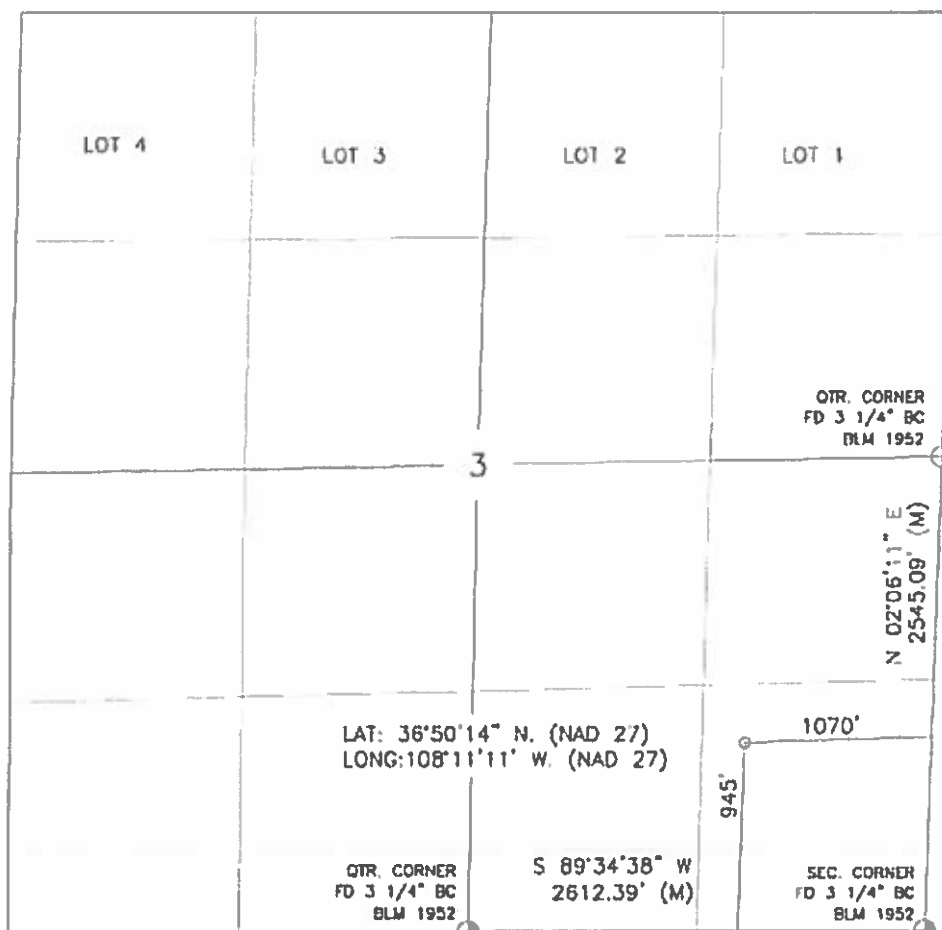 LOT 4
LOT 3
LOT 2
LOT 1
QTR. CORNER
FD 3 1/4" BC
BLM 1952
3
N 02°06'11" E
2545.09' (M)
LAT: 36°50'14" N. (NAD 27)
LONG:108°11'11' W. (NAD 27)
1070'
945'
QTR. CORNER
FD 3 1/4" BC
BLM 1952
S 89°34'38" W
2612.39' (M)
SEC. CORNER
FD 3 1/4" BC
BLM 1952